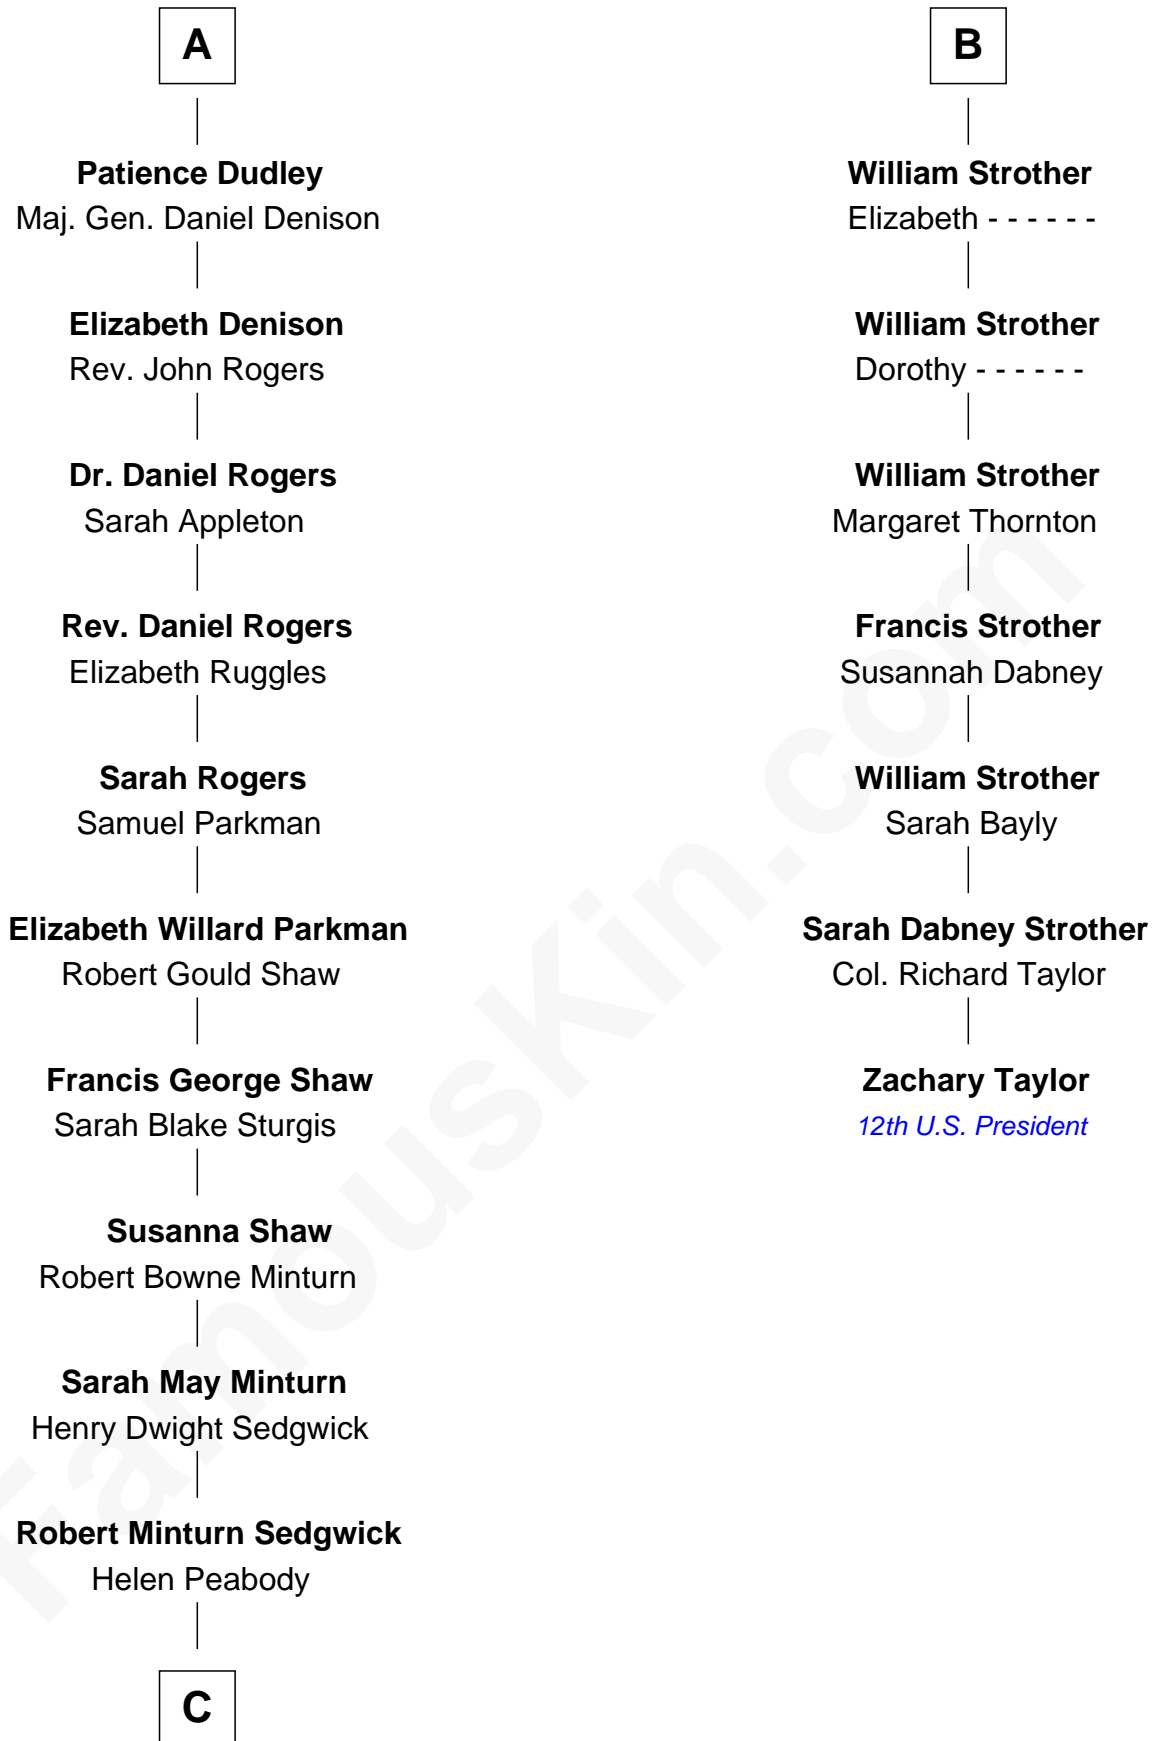 A
Patience Dudley
Maj. Gen. Daniel Denison
Elizabeth Denison
Rev. John Rogers
Dr. Daniel Rogers
Sarah Appleton
Rev. Daniel Rogers
Elizabeth Ruggles
Sarah Rogers
Samuel Parkman
Elizabeth Willard Parkman
Robert Gould Shaw
Francis George Shaw
Sarah Blake Sturgis
Susanna Shaw
Robert Bowne Minturn
Sarah May Minturn
Henry Dwight Sedgwick
Robert Minturn Sedgwick
Helen Peabody
C
B
William Strother
Elizabeth - - - - - -
William Strother
Dorothy - - - - - -
William Strother
Margaret Thornton
Francis Strother
Susannah Dabney
William Strother
Sarah Bayly
Sarah Dabney Strother
Col. Richard Taylor
Zachary Taylor
12th U.S. President
FamousKin.com